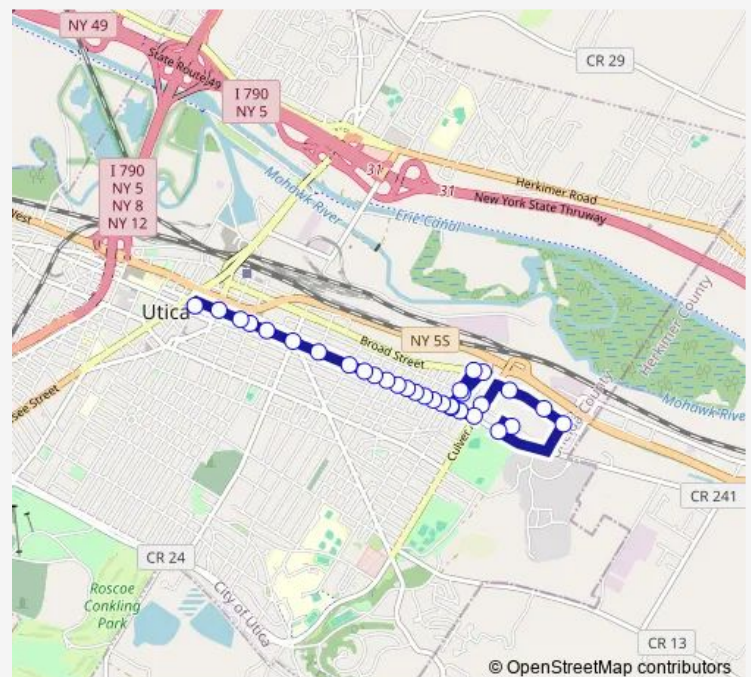 NY 49
State Route 49
CR 29
I 790
NY 5
31
31
Herkimer Road
I 790
NY 5
NY 8
NY 12
Mohawk River
New York State Thruway
Erie Canal
West
Herkimer County
Utica
NY 5S
Broad Street
Mohawk Rive
Oneida County
see Street
Culver
CR 241
CR 24
Roscoe
Conkling
Park
City of Utica
CR 13
© OpenStreetMap contributors